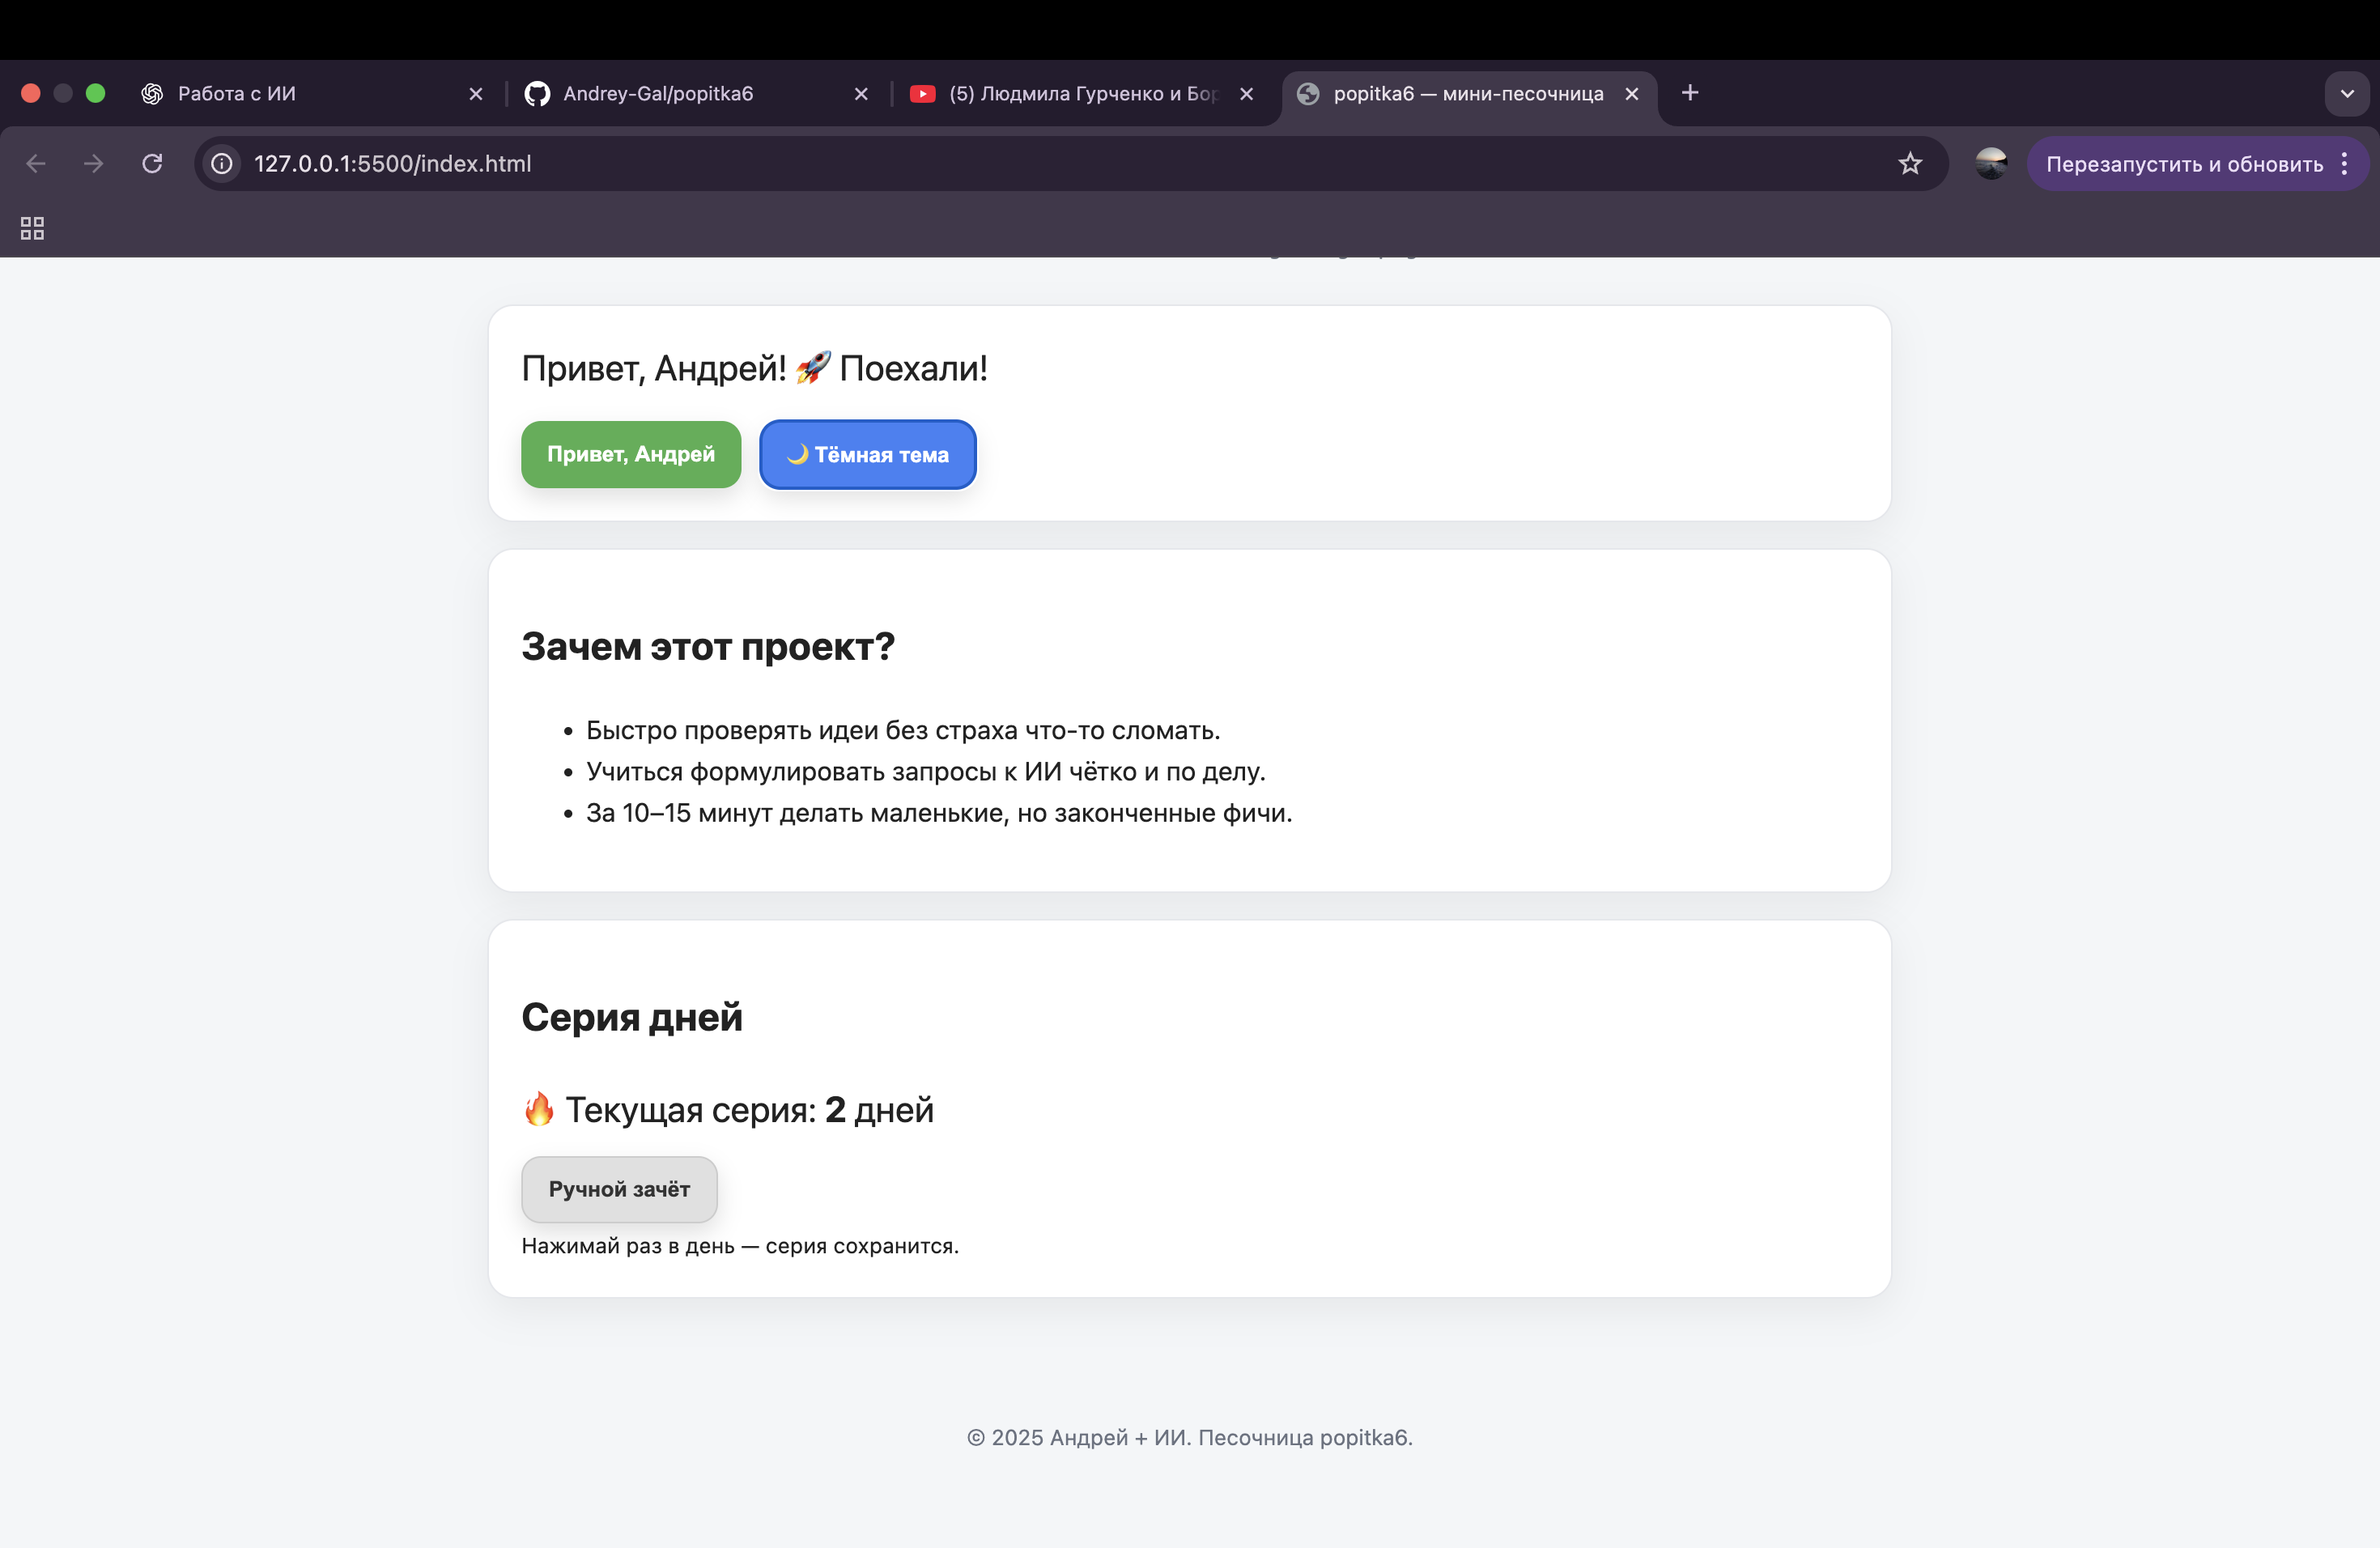 Работа с ИИ
Andrey-Gal/popitka6
(5) Людмила Гурченко и Бор
popitka6 — мини-песочница
127.0.0.1:5500/index.html
Перезапустить и обновить
Привет, Андрей! 🚀 Поехали!
Привет, Андрей
🌙 Тёмная тема
Зачем этот проект?
• Быстро проверять идеи без страха что-то сломать.
• Учиться формулировать запросы к ИИ чётко и по делу.
• За 10–15 минут делать маленькие, но законченные фичи.
Серия дней
🔥 Текущая серия: 2 дней
Ручной зачёт
Нажимай раз в день — серия сохранится.
© 2025 Андрей + ИИ. Песочница popitka6.